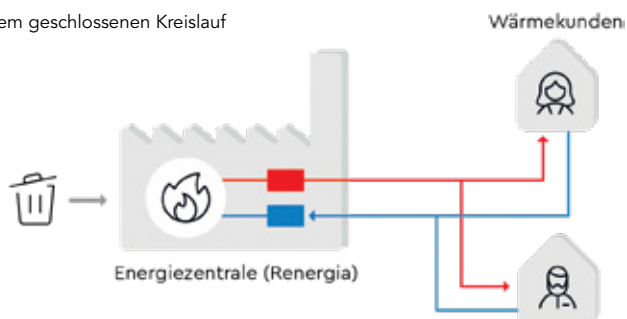 em geschlossenen Kreislauf
Wärmekunden
Energiezentrale (Renergia)